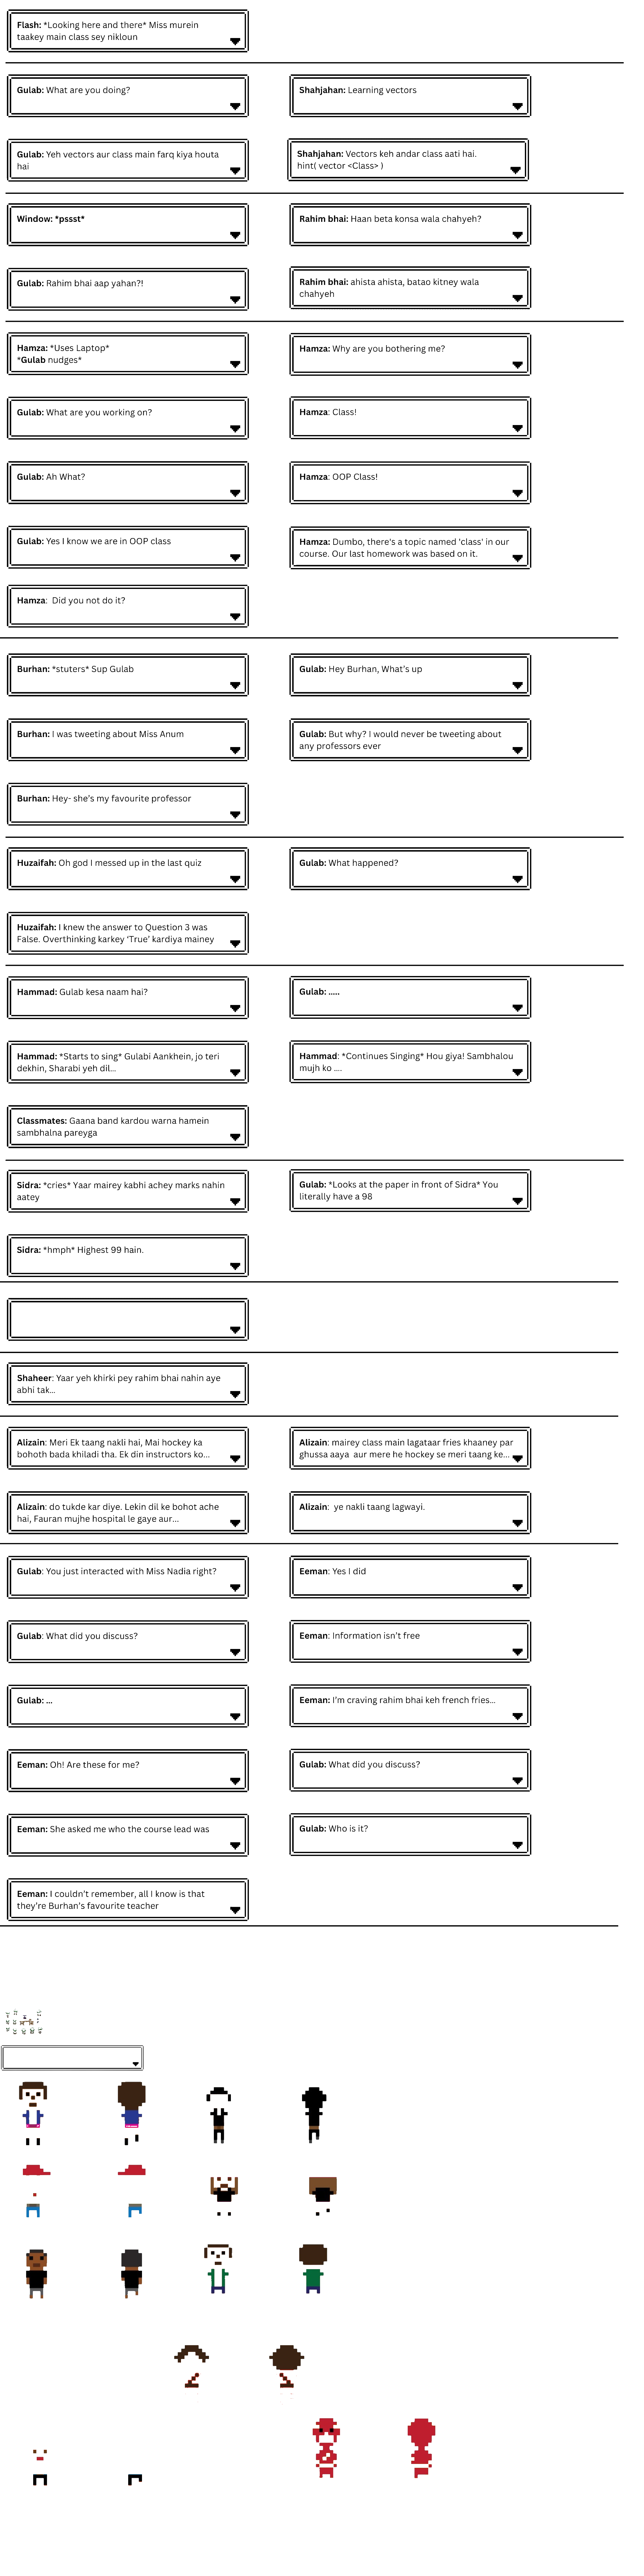 Flash: *Looking here and there* Miss murein
taakey main class sey nikloun
Gulab: What are you doing?
Shahjahan: Learning vectors
Gulab: Yeh vectors aur class main farq kiya houta
hai
Shahjahan: Vectors keh andar class aati hai.
hint( vector <Class> )
Window: *pssst*
Rahim bhai: Haan beta konsa wala chahyeh?
Gulab: Rahim bhai aap yahan?!
Rahim bhai: ahista ahista, batao kitney wala
chahyeh
Hamza: *Uses Laptop*
*Gulab nudges*
Hamza: Why are you bothering me?
Gulab: What are you working on?
Hamza: Class!
Gulab: Ah What?
Hamza: OOP Class!
Gulab: Yes I know we are in OOP class
Hamza: Dumbo, there's a topic named 'class' in our
course. Our last homework was based on it.
Hamza: Did you not do it?
Burhan: *stuters* Sup Gulab
Gulab: Hey Burhan, What's up
Burhan: I was tweeting about Miss Anum
Gulab: But why? I would never be tweeting about
any professors ever
Burhan: Hey- she's my favourite professor
Huzaifah: Oh god I messed up in the last quiz
Gulab: What happened?
Huzaifah: I knew the answer to Question 3 was
False. Overthinking karkey 'True' kardiya mainey
Hammad: Gulab kesa naam hai?
Gulab: .....
Hammad: *Starts to sing* Gulabi Aankhein, jo teri
dekhin, Sharabi yeh dil...
Hammad: *Continues Singing* Hou giya! Sambhalou
mujh ko ....
Classmates: Gaana band kardou warna hamein
sambhalna pareyga
Sidra: *cries* Yaar mairey kabhi achey marks nahin
aatey
Gulab: *Looks at the paper in front of Sidra* You
literally have a 98
Sidra: *hmph* Highest 99 hain.
Shaheer: Yaar yeh khirki pey rahim bhai nahin aye
abhi tak...
Alizain: Meri Ek taang nakli hai, Mai hockey ka
bohoth bada khiladi tha. Ek din instructors ko...
Alizain: mairey class main lagataar fries khaaney par
ghussa aaya aur mere he hockey se meri taang ke...
Alizain: do tukde kar diye. Lekin dil ke bohot ache
hai, Fauran mujhe hospital le gaye aur...
Alizain: ye nakli taang lagwayi.
Gulab: You just interacted with Miss Nadia right?
Eeman: Yes I did
Gulab: What did you discuss?
Eeman: Information isn't free
Gulab: ...
Eeman: I'm craving rahim bhai keh french fries...
Eeman: Oh! Are these for me?
Gulab: What did you discuss?
Eeman: She asked me who the course lead was
Gulab: Who is it?
Eeman: I couldn't remember, all I know is that
they're Burhan's favourite teacher